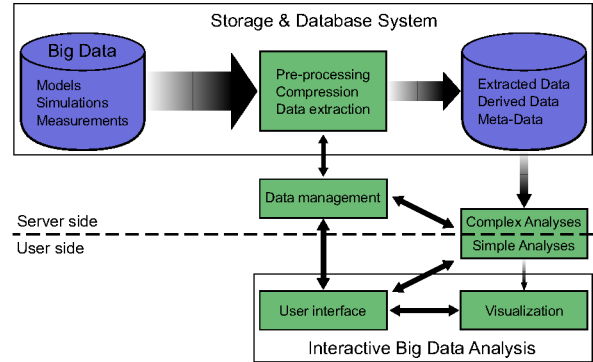 Storage & Database System
Big Data
Models
Simulations
Measurements
Pre-processing
Compression
Data extraction
Extracted Data
Derived Data
Meta-Data
Data management
Server side
User side
Complex Analyses
Simple Analyses
User interface
Visualization
Interactive Big Data Analysis